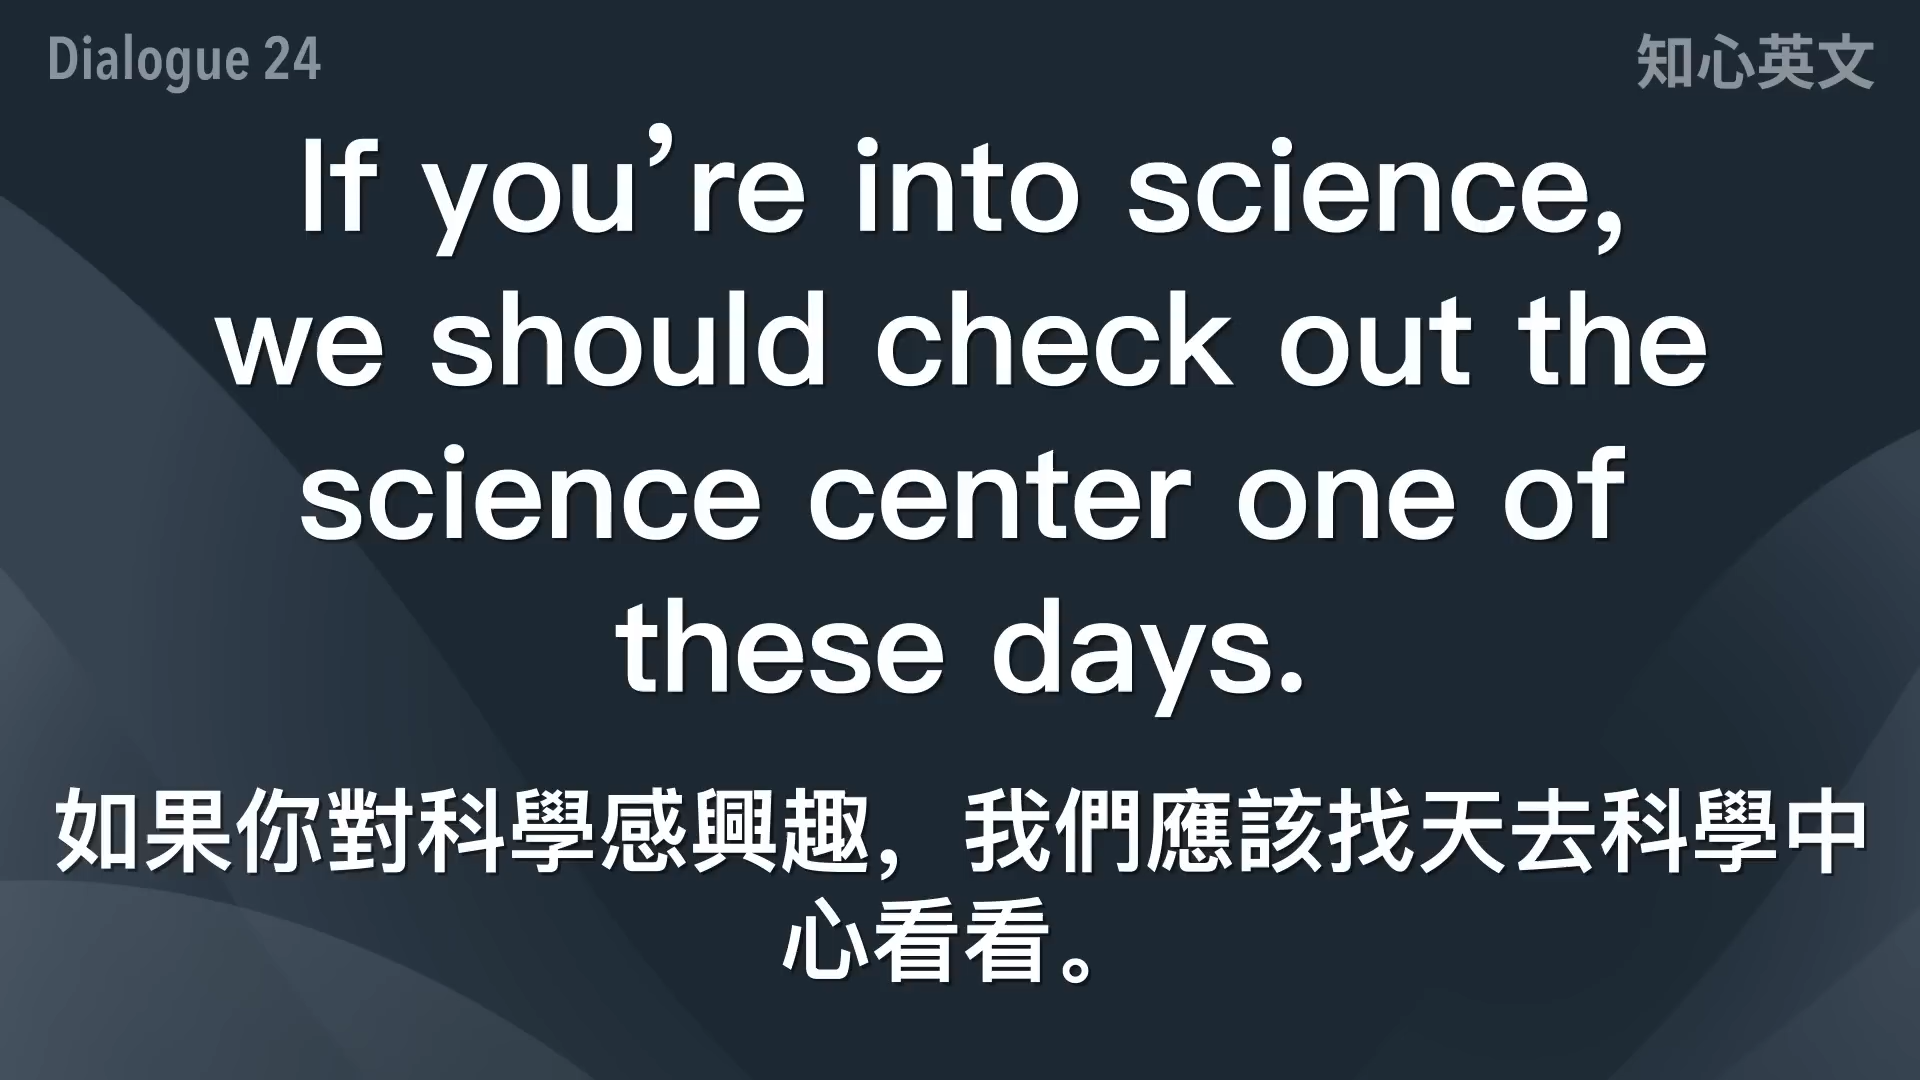 Dialogue 24
知心英文
If you’re into science,
we should check out the
science center one of
these days.
如果你對科學感興趣，我們應該找天去科學中
心看看。